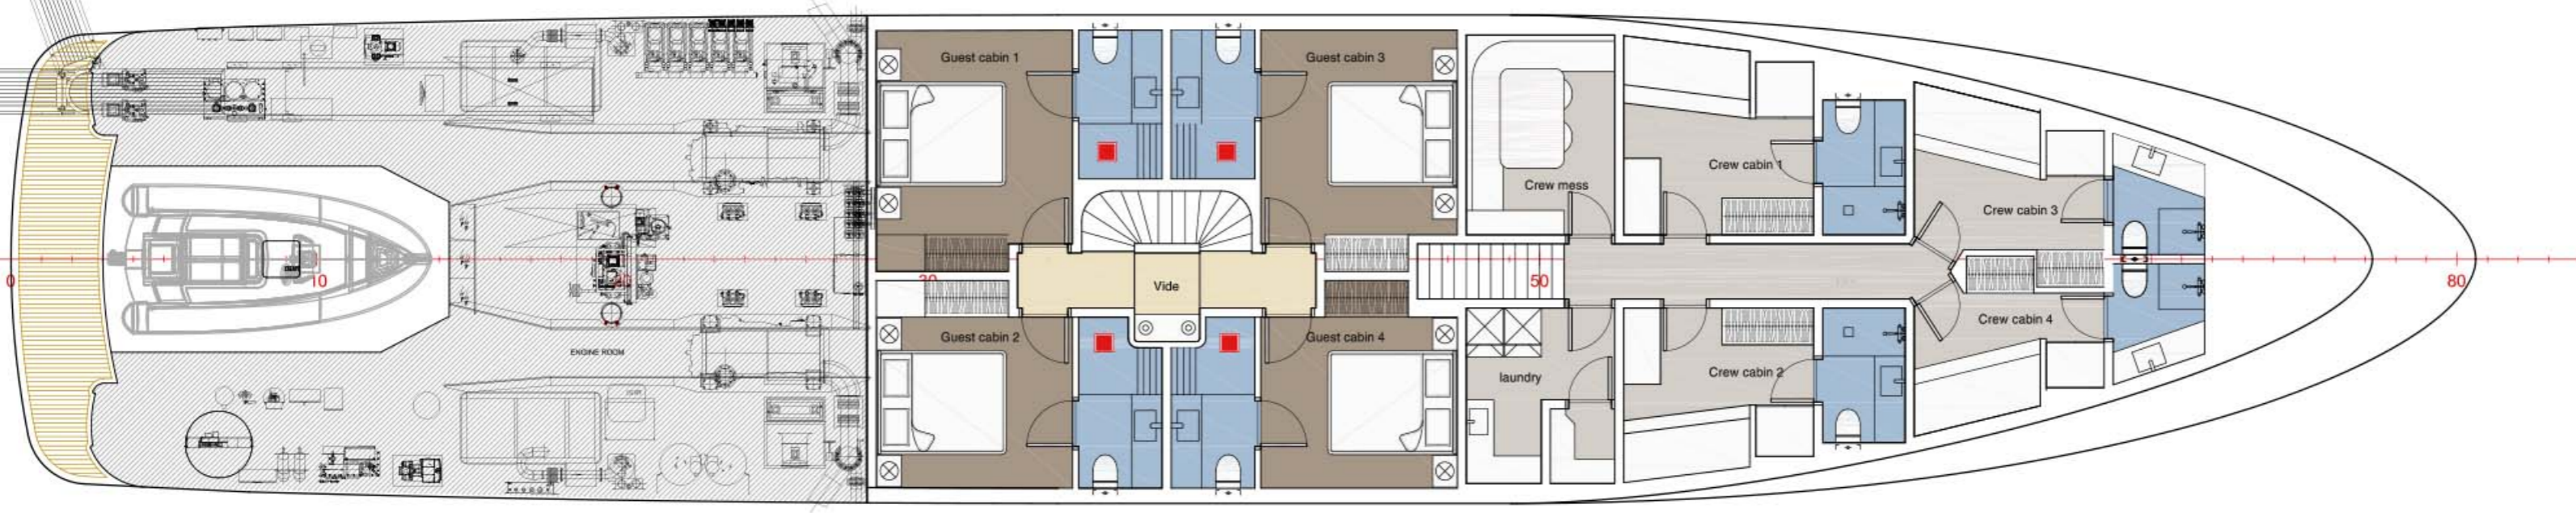 Guest cabin 1
Guest cabin 3
Crew mess
Crew cabin 1
Crew cabin 3
0
10
30
Vide
50
80
Guest cabin 2
Guest cabin 4
laundry
Crew cabin 2
Crew cabin 4
ENGINE ROOM